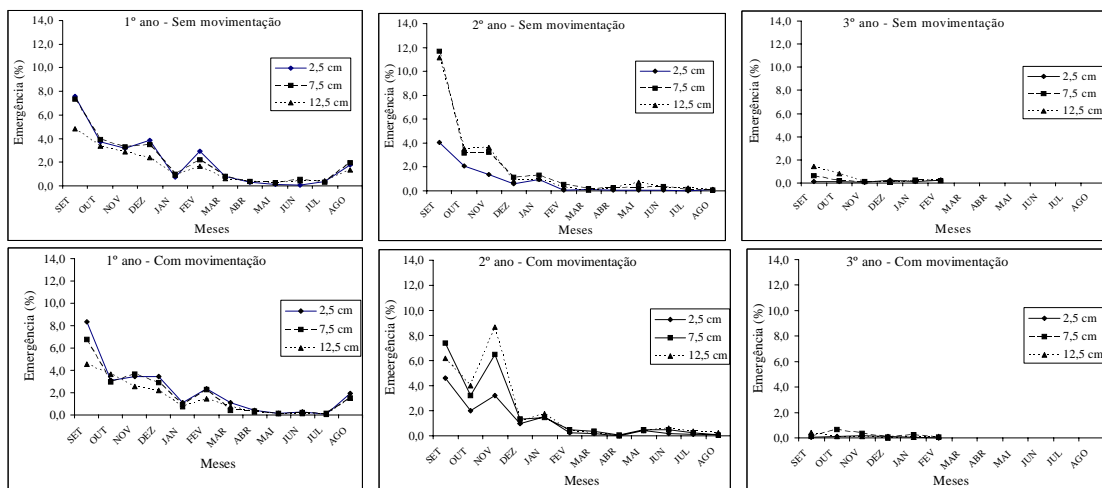 1º ano - Sem movimentação
14,0
12,0
10,0
8,0
6,0
4,0
2,0
0,0
Emergência (%)
2,5 cm
7,5 cm
12,5 cm
SET OUT NOV DEZ JAN FEV MAR ABR MAI JUN JUL AGO
Meses
2º ano - Sem movimentação
14,0
12,0
10,0
8,0
6,0
4,0
2,0
0,0
Emergência (%)
2,5 cm
7,5 cm
12,5 cm
SET OUT NOV DEZ JAN FEV MAR ABR MAI JUN JUL AGO
Meses
3º ano - Sem movimentação
14,0
12,0
10,0
8,0
6,0
4,0
2,0
0,0
Emergência (%)
2,5 cm
7,5 cm
12,5 cm
SET OUT NOV DEZ JAN FEV MAR ABR MAI JUN JUL AGO
Meses
1º ano - Com movimentação
14,0
12,0
10,0
8,0
6,0
4,0
2,0
0,0
Emergência (%)
2,5 cm
7,5 cm
12,5 cm
SET OUT NOV DEZ JAN FEV MAR ABR MAI JUN JUL AGO
Meses
2º ano - Com movimentação
14,0
12,0
10,0
8,0
6,0
4,0
2,0
0,0
Emeergência (%)
2,5 cm
7,5 cm
12,5 cm
SET OUT NOV DEZ JAN FEV MAR ABR MAI JUN JUL AGO
Meses
3º ano - Com movimentação
14,0
12,0
10,0
8,0
6,0
4,0
2,0
0,0
Emergência (%)
2,5 cm
7,5 cm
12,5 cm
SET OUT NOV DEZ JAN FEV MAR ABR MAI JUN JUL AGO
Meses